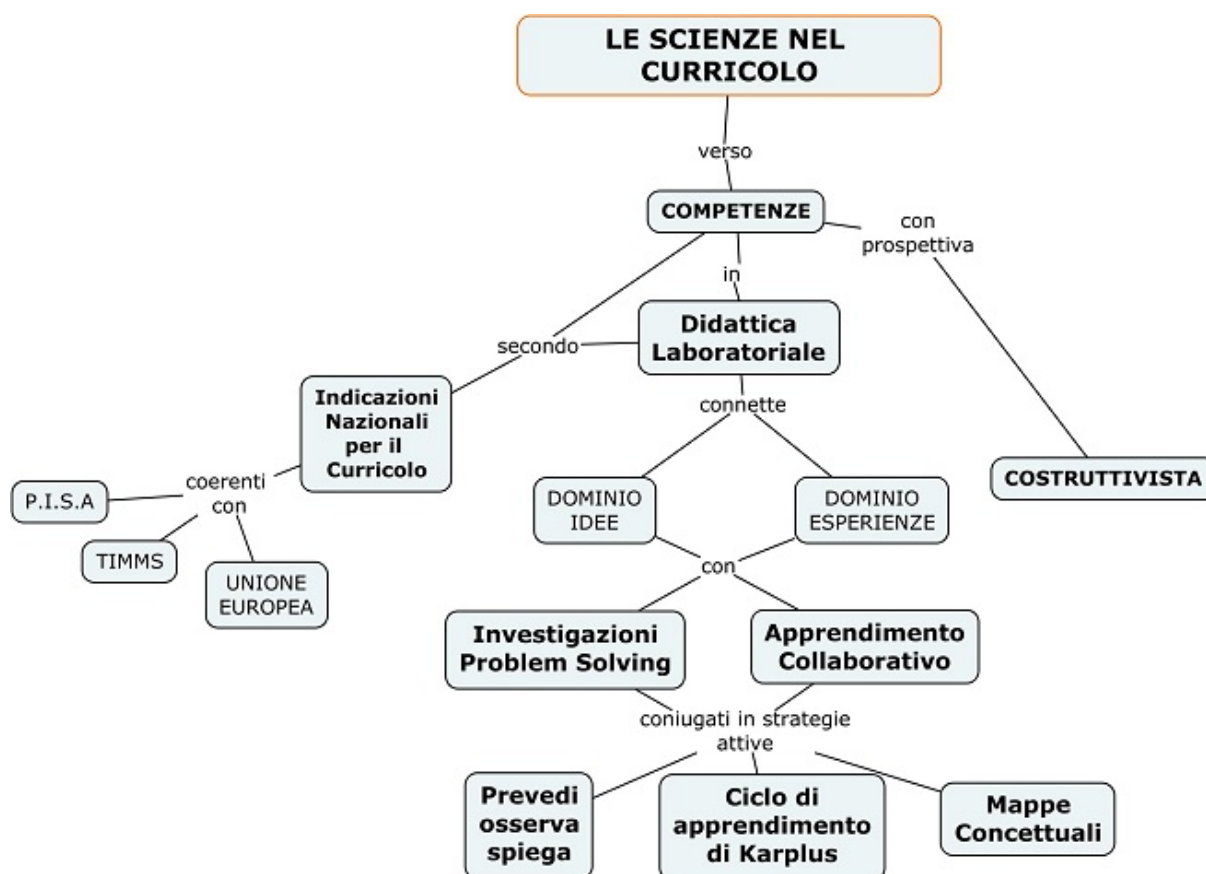 LE SCIENZE NEL
CURRICOLO
verso
COMPETENZE
con
prospettiva
in
Didattica
Laboratoriale
secondo
Indicazioni
Nazionali
per il
Curricolo
connette
COSTRUTTIVISTA
coerenti
con
P.I.S.A
TIMMS
UNIONE
EUROPEA
DOMINIO
IDEE
DOMINIO
ESPERIENZE
con
Investigazioni
Problem Solving
Apprendimento
Collaborativo
coniugati in strategie
attive
Prevedi
osserva
spiega
Ciclo di
apprendimento
di Karplus
Mappe
Concettuali